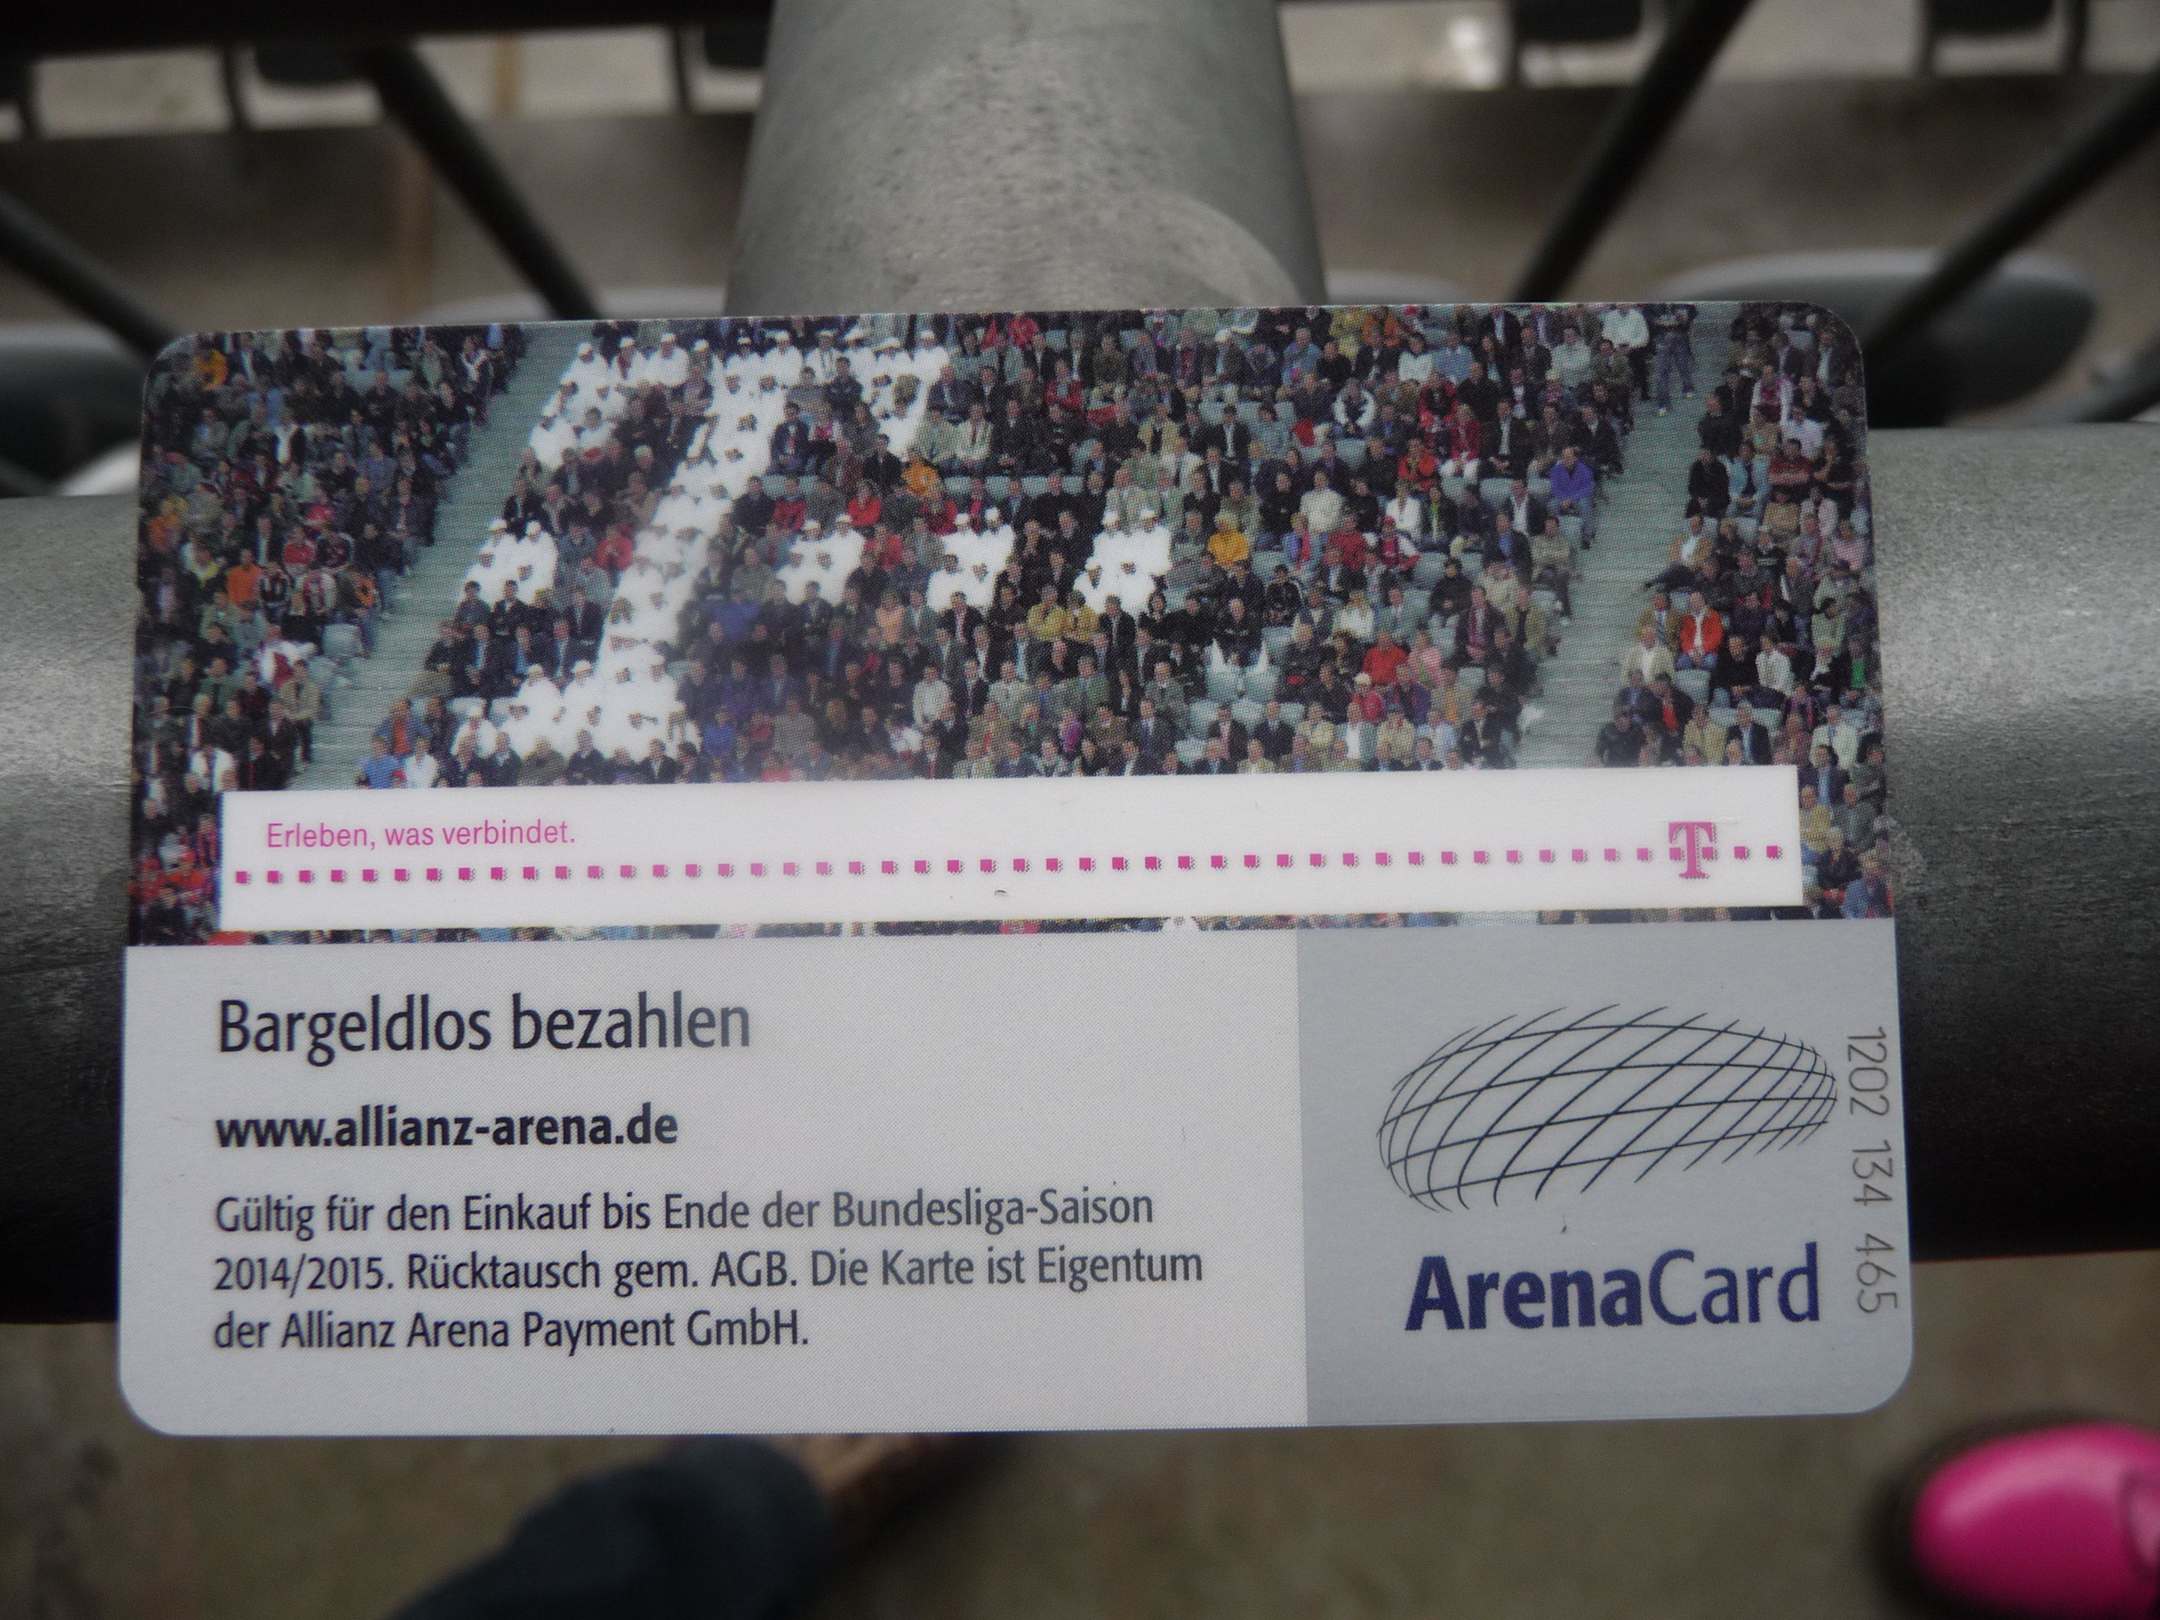 Erleben, was verbindet.
T
Bargeldlos bezahlen
www.allianz-arena.de
Gültig für den Einkauf bis Ende der Bundesliga-Saison
2014/2015. Rücktausch gem. AGB. Die Karte ist Eigentum
der Allianz Arena Payment GmbH.
ArenaCard
1202 134 465